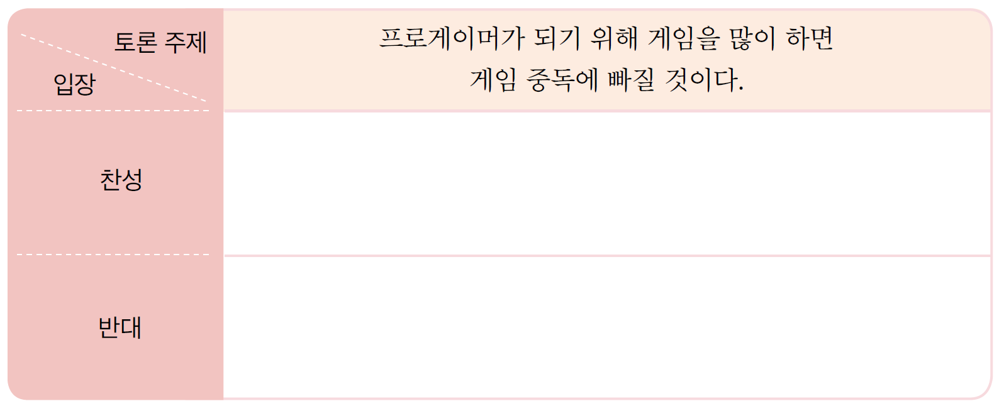 토론 주제
입장
프로게이머가 되기 위해 게임을 많이 하면
게임 중독에 빠질 것이다.
찬성
반대